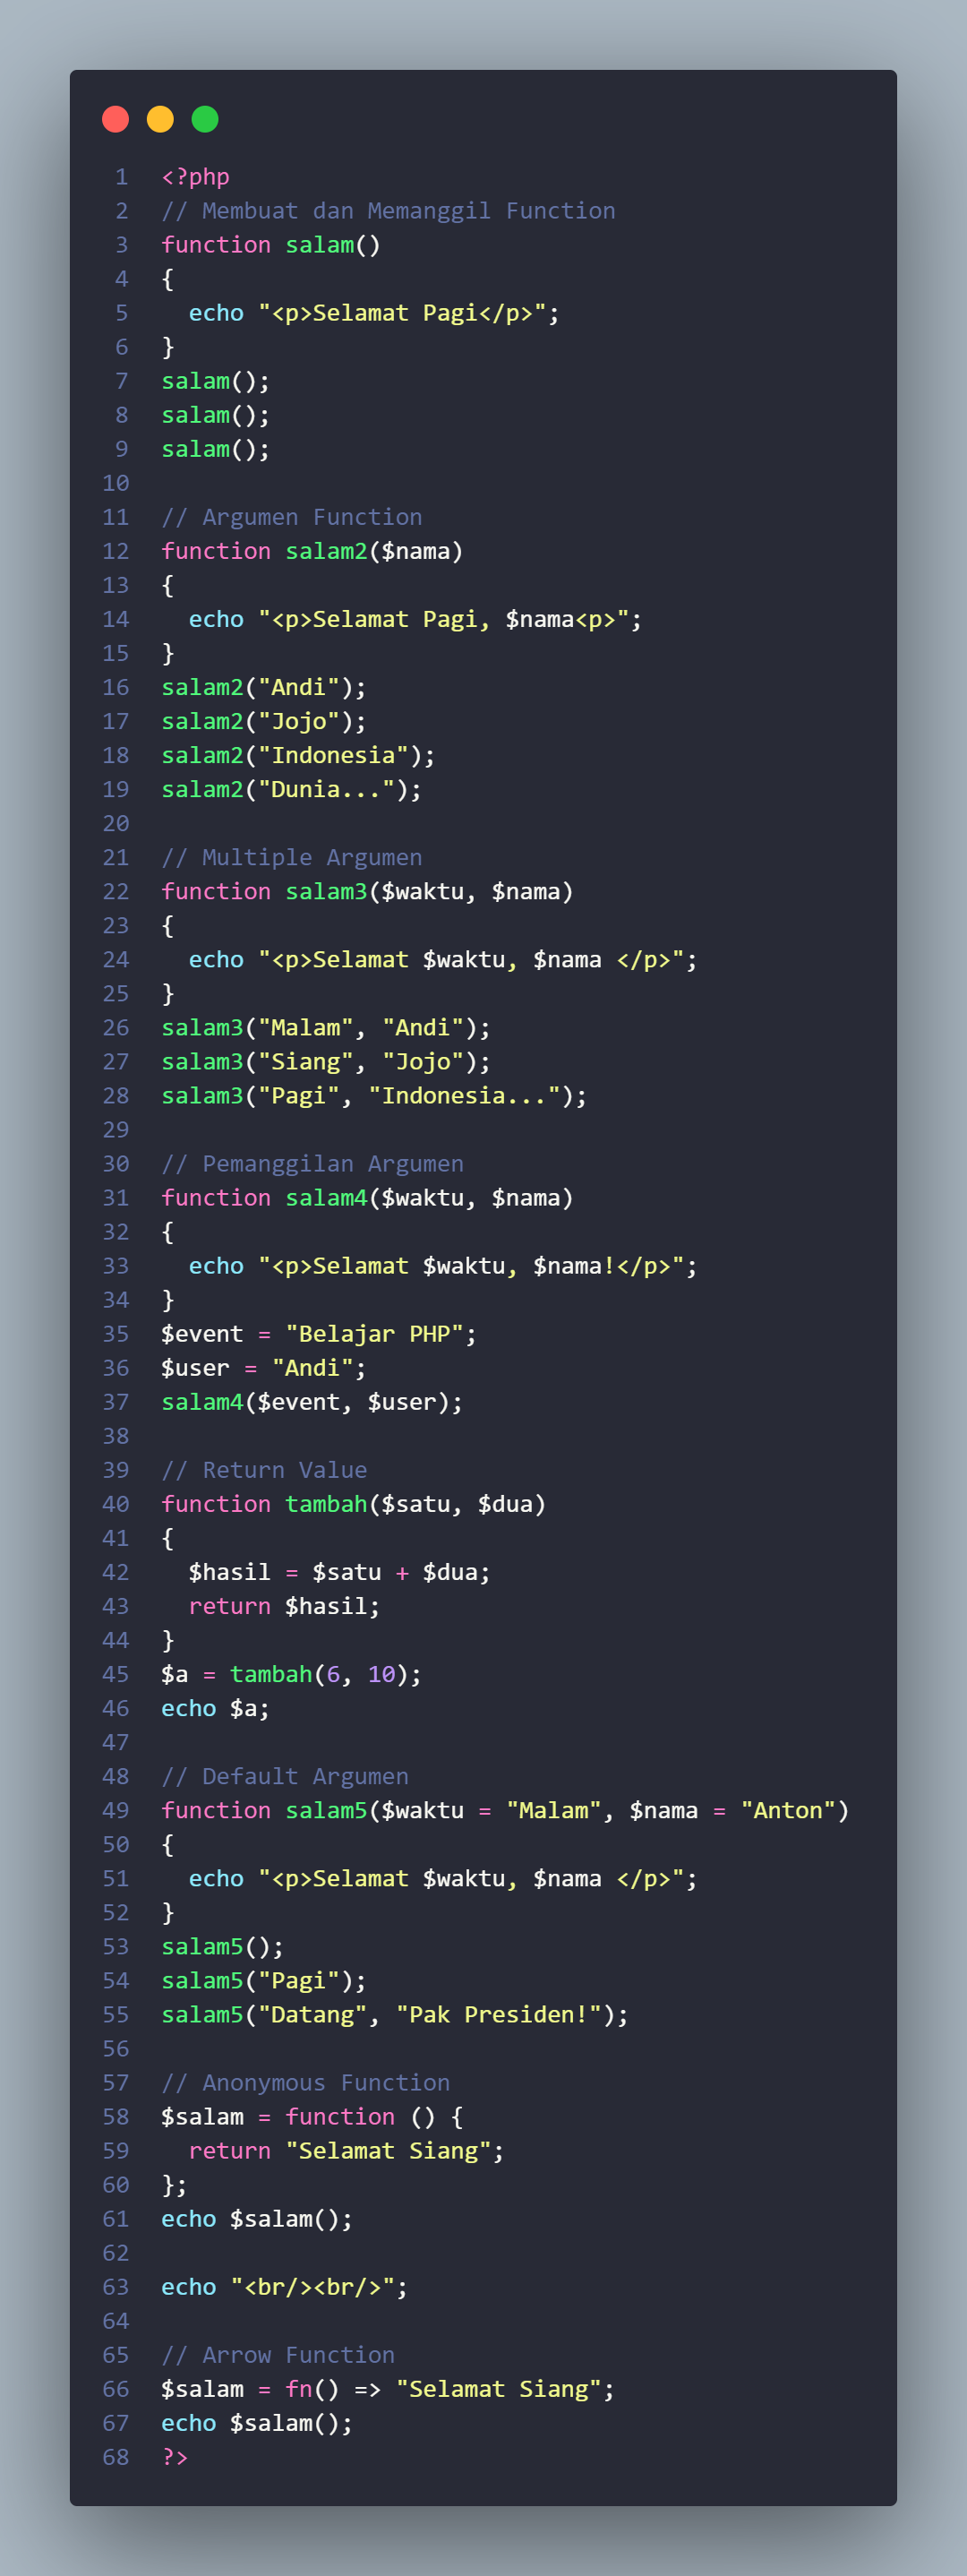 1 <?php
2 // Membuat dan Memanggil Function
3 function salam()
4 {
5   echo "<p>Selamat Pagi</p>";
6 }
7 salam();
8 salam();
9 salam();
10
11 // Argumen Function
12 function salam2($nama)
13 {
14   echo "<p>Selamat Pagi, $nama<p>";
15 }
16 salam2("Andi");
17 salam2("Jojo");
18 salam2("Indonesia");
19 salam2("Dunia...");
20
21 // Multiple Argumen
22 function salam3($waktu, $nama)
23 {
24   echo "<p>Selamat $waktu, $nama </p>";
25 }
26 salam3("Malam", "Andi");
27 salam3("Siang", "Jojo");
28 salam3("Pagi", "Indonesia...");
29
30 // Pemanggilan Argumen
31 function salam4($waktu, $nama)
32 {
33   echo "<p>Selamat $waktu, $nama!</p>";
34 }
35 $event = "Belajar PHP";
36 $user = "Andi";
37 salam4($event, $user);
38
39 // Return Value
40 function tambah($satu, $dua)
41 {
42   $hasil = $satu + $dua;
43   return $hasil;
44 }
45 $a = tambah(6, 10);
46 echo $a;
47
48 // Default Argumen
49 function salam5($waktu = "Malam", $nama = "Anton")
50 {
51   echo "<p>Selamat $waktu, $nama </p>";
52 }
53 salam5();
54 salam5("Pagi");
55 salam5("Datang", "Pak Presiden!");
56
57 // Anonymous Function
58 $salam = function () {
59   return "Selamat Siang";
60 };
61 echo $salam();
62
63 echo "<br/><br/>";
64
65 // Arrow Function
66 $salam = fn() => "Selamat Siang";
67 echo $salam();
68 ?>